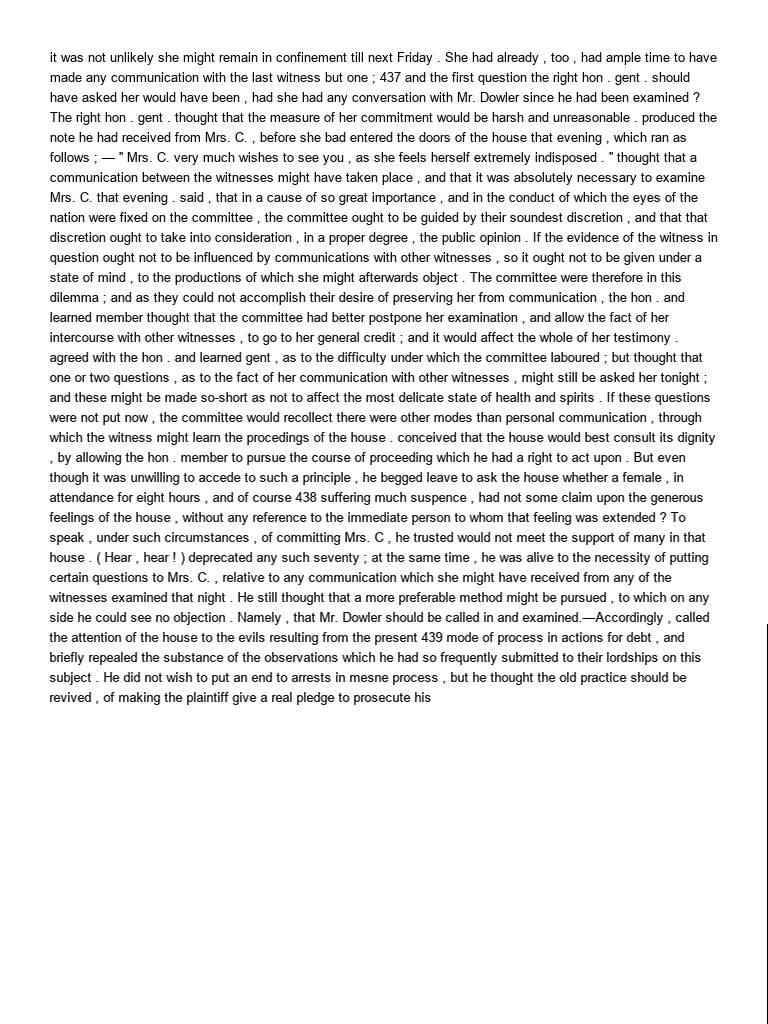 it was not unlikely she might remain in confinement till next Friday . She had already , too , had ample time to have
made any communication with the last witness but one ; 437 and the first question the right hon . gent . should
have asked her would have been , had she had any conversation with Mr. Dowler since he had been examined ?
The right hon . gent . thought that the measure of her commitment would be harsh and unreasonable . produced the
note he had received from Mrs. C. , before she bad entered the doors of the house that evening , which ran as
follows ; — " Mrs. C. very much wishes to see you , as she feels herself extremely indisposed . " thought that a
communication between the witnesses might have taken place , and that it was absolutely necessary to examine
Mrs. C. that evening . said , that in a cause of so great importance , and in the conduct of which the eyes of the
nation were fixed on the committee , the committee ought to be guided by their soundest discretion , and that that
discretion ought to take into consideration , in a proper degree , the public opinion . If the evidence of the witness in
question ought not to be influenced by communications with other witnesses , so it ought not to be given under a
state of mind , to the productions of which she might afterwards object . The committee were therefore in this
dilemma ; and as they could not accomplish their desire of preserving her from communication , the hon . and
learned member thought that the committee had better postpone her examination , and allow the fact of her
intercourse with other witnesses , to go to her general credit ; and it would affect the whole of her testimony .
agreed with the hon . and learned gent , as to the difficulty under which the committee laboured ; but thought that
one or two questions , as to the fact of her communication with other witnesses , might still be asked her tonight ;
and these might be made so-short as not to affect the most delicate state of health and spirits . If these questions
were not put now , the committee would recollect there were other modes than personal communication , through
which the witness might learn the procedings of the house . conceived that the house would best consult its dignity
, by allowing the hon . member to pursue the course of proceeding which he had a right to act upon . But even
though it was unwilling to accede to such a principle , he begged leave to ask the house whether a female , in
attendance for eight hours , and of course 438 suffering much suspence , had not some claim upon the generous
feelings of the house , without any reference to the immediate person to whom that feeling was extended ? To
speak , under such circumstances , of committing Mrs. C , he trusted would not meet the support of many in that
house . ( Hear , hear ! ) deprecated any such seventy ; at the same time , he was alive to the necessity of putting
certain questions to Mrs. C. , relative to any communication which she might have received from any of the
witnesses examined that night . He still thought that a more preferable method might be pursued , to which on any
side he could see no objection . Namely , that Mr. Dowler should be called in and examined.—Accordingly , called
the attention of the house to the evils resulting from the present 439 mode of process in actions for debt , and
briefly repealed the substance of the observations which he had so frequently submitted to their lordships on this
subject . He did not wish to put an end to arrests in mesne process , but he thought the old practice should be
revived , of making the plaintiff give a real pledge to prosecute his